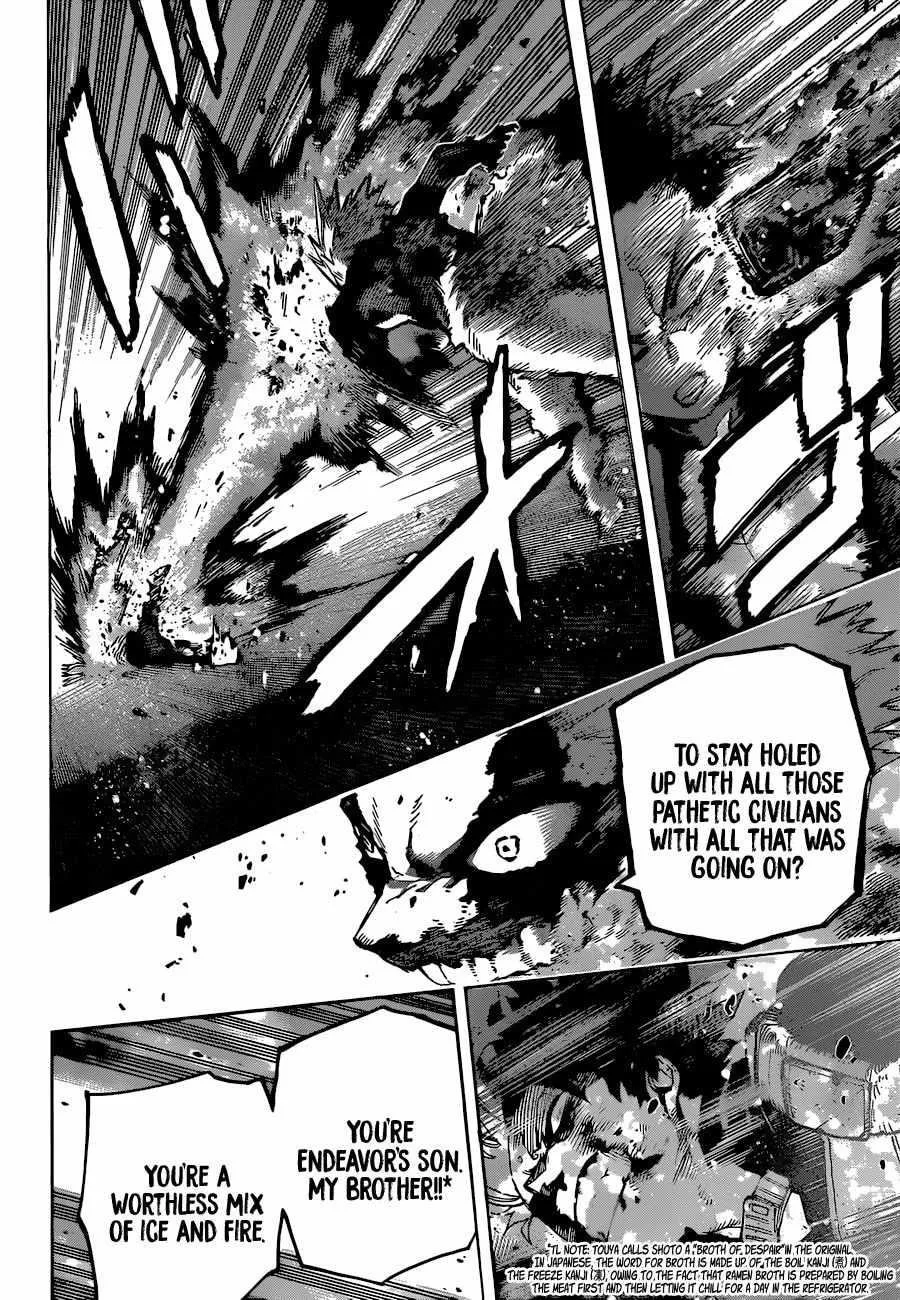 TO STAY HOLED
UP WITH ALL THOSE
PATHETIC CIVILIANS
WITH ALL THAT WAS
GOING ON?
YOU'RE
ENDEAVOR'S SON.
MY BROTHER!!*
YOU'RE A
WORTHLESS MIX
OF ICE AND FIRE.
*TL NOTE: TOUYA CALLS SHOTO A "BROTH OF DESPAIR" IN THE ORIGINAL.
IN JAPANESE, THE WORD FOR BROTH IS MADE UP OF THE BOIL KANJI (煮) AND
THE FREEZE KANJI (凍), OWING TO THE FACT THAT RAMEN BROTH IS PREPARED BY BOILING
THE MEAT FIRST AND THEN LETTING IT CHILL FOR A DAY IN THE REFRIGERATOR.